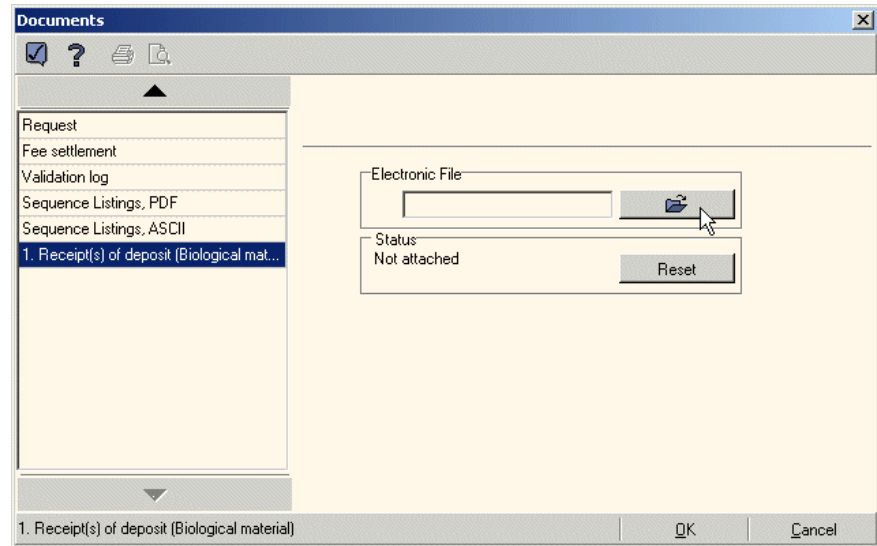 Documents
Request
Fee settlement
Validation log
Sequence Listings, PDF
Sequence Listings, ASCII
1. Receipt(s) of deposit (Biological mat...
Electronic File
Status
Not attached
Reset
1. Receipt(s) of deposit (Biological material)
OK
Cancel